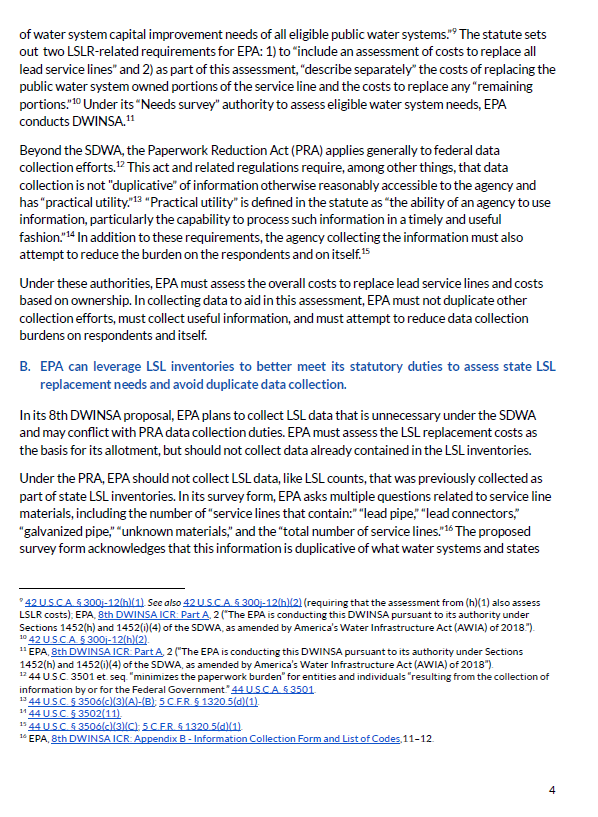 of water system capital improvement needs of all eligible public water systems."9 The statute sets
out two LSLR-related requirements for EPA: 1) to "include an assessment of costs to replace all
lead service lines" and 2) as part of this assessment, "describe separately" the costs of replacing the
public water system owned portions of the service line and the costs to replace any "remaining
portions."10 Under its "Needs survey" authority to assess eligible water system needs, EPA
conducts DWINSA.11
Beyond the SDWA, the Paperwork Reduction Act (PRA) applies generally to federal data
collection efforts.12 This act and related regulations require, among other things, that data
collection is not "duplicative" of information otherwise reasonably accessible to the agency and
has "practical utility."13 "Practical utility" is defined in the statute as "the ability of an agency to use
information, particularly the capability to process such information in a timely and useful
fashion."14 In addition to these requirements, the agency collecting the information must also
attempt to reduce the burden on the respondents and on itself.15
Under these authorities, EPA must assess the overall costs to replace lead service lines and costs
based on ownership. In collecting data to aid in this assessment, EPA must not duplicate other
collection efforts, must collect useful information, and must attempt to reduce data collection
burdens on respondents and itself.
B. EPA can leverage LSL inventories to better meet its statutory duties to assess state LSL
replacement needs and avoid duplicate data collection.
In its 8th DWINSA proposal, EPA plans to collect LSL data that is unnecessary under the SDWA
and may conflict with PRA data collection duties. EPA must assess the LSL replacement costs as
the basis for its allotment, but should not collect data already contained in the LSL inventories.
Under the PRA, EPA should not collect LSL data, like LSL counts, that was previously collected as
part of state LSL inventories. In its survey form, EPA asks multiple questions related to service line
materials, including the number of "service lines that contain:" "lead pipe," "lead connectors,"
"galvanized pipe," "unknown materials," and the "total number of service lines."16 The proposed
survey form acknowledges that this information is duplicative of what water systems and states
9 42 U.S.C.A. § 300j-12(h)(1). See also 42 U.S.C.A. § 300j-12(h)(2) (requiring that the assessment from (h)(1) also assess
LSLR costs); EPA, 8th DWINSA ICR: Part A, 2 ("The EPA is conducting this DWINSA pursuant to its authority under
Sections 1452(h) and 1452(i)(4) of the SDWA, as amended by America's Water Infrastructure Act (AWIA) of 2018.").
10 42 U.S.C.A. § 300j-12(h)(2).
11 EPA, 8th DWINSA ICR: Part A, 2 ("The EPA is conducting this DWINSA pursuant to its authority under Sections
1452(h) and 1452(i)(4) of the SDWA, as amended by America's Water Infrastructure Act (AWIA) of 2018").
12 44 U.S.C. 3501 et. seq. "minimizes the paperwork burden" for entities and individuals "resulting from the collection of
information by or for the Federal Government." 44 U.S.C.A. § 3501.
13 44 U.S.C. § 3506(c)(3)(A)-(B); 5 C.F.R. § 1320.5(d)(1).
14 44 U.S.C. § 3502(11).
15 44 U.S.C. § 3506(c)(3)(C); 5 C.F.R. § 1320.5(d)(1).
16 EPA, 8th DWINSA ICR: Appendix B - Information Collection Form and List of Codes, 11–12.
4